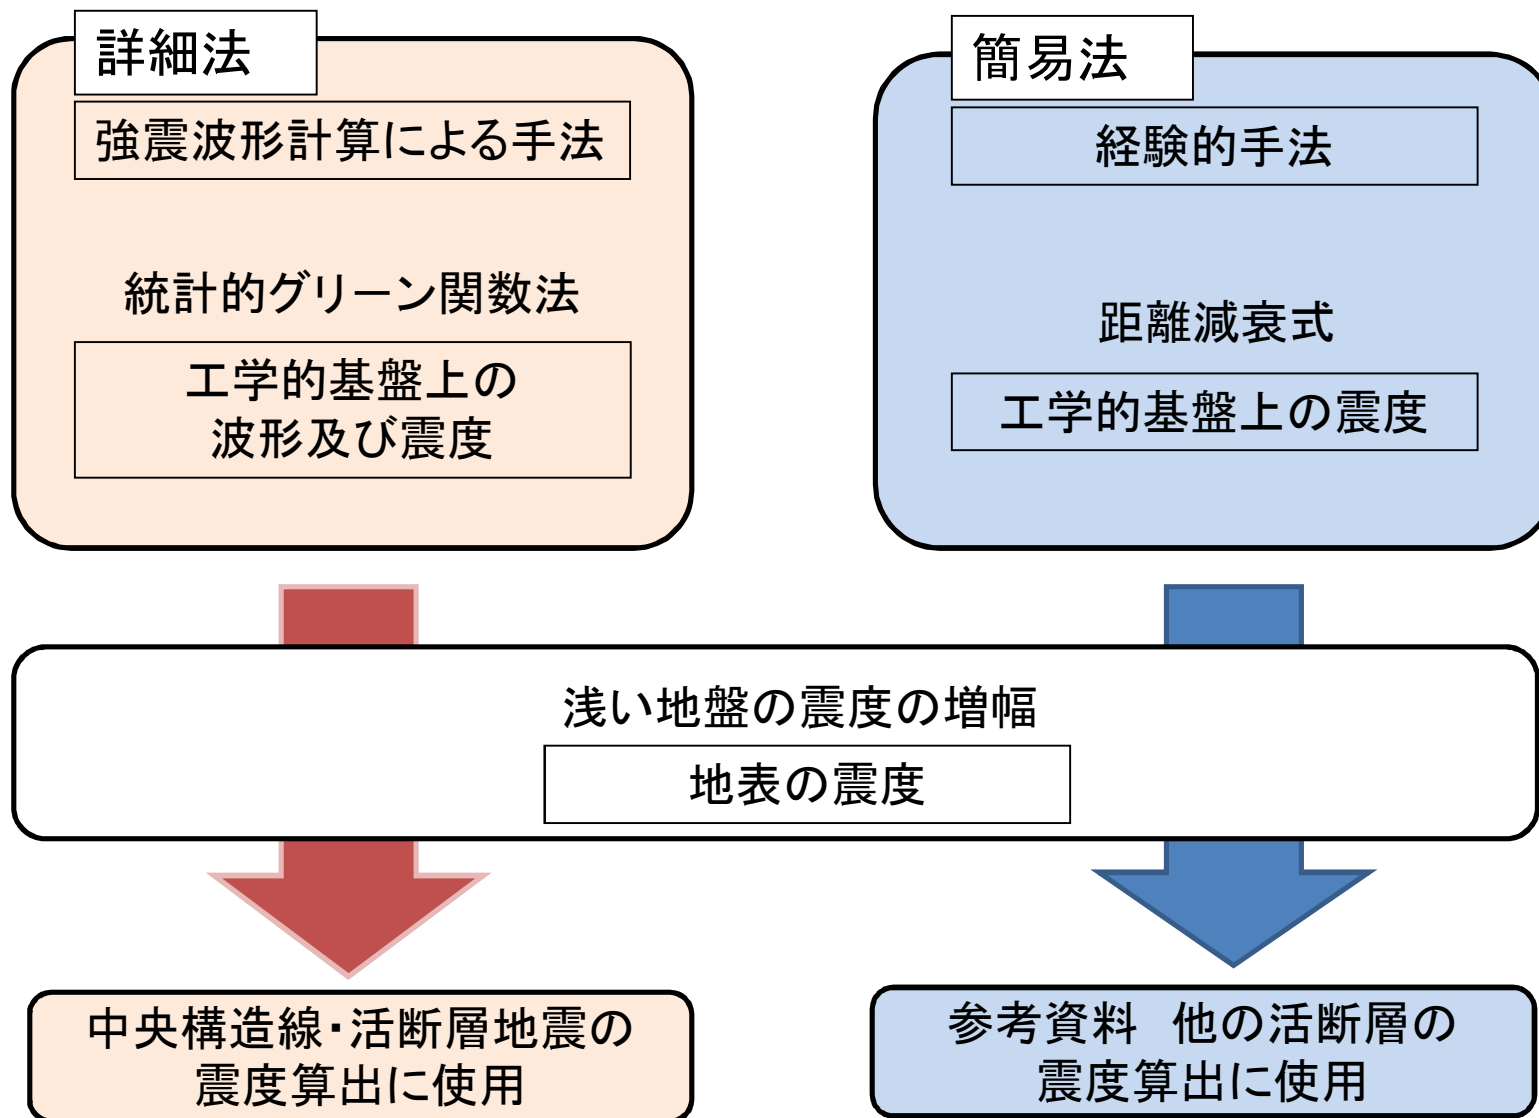 詳細法
強震波形計算による手法
統計的グリーン関数法
工学的基盤上の
波形及び震度
簡易法
経験的手法
距離減衰式
工学的基盤上の震度
浅い地盤の震度の増幅
地表の震度
中央構造線・活断層地震の
震度算出に使用
参考資料　他の活断層の
震度算出に使用